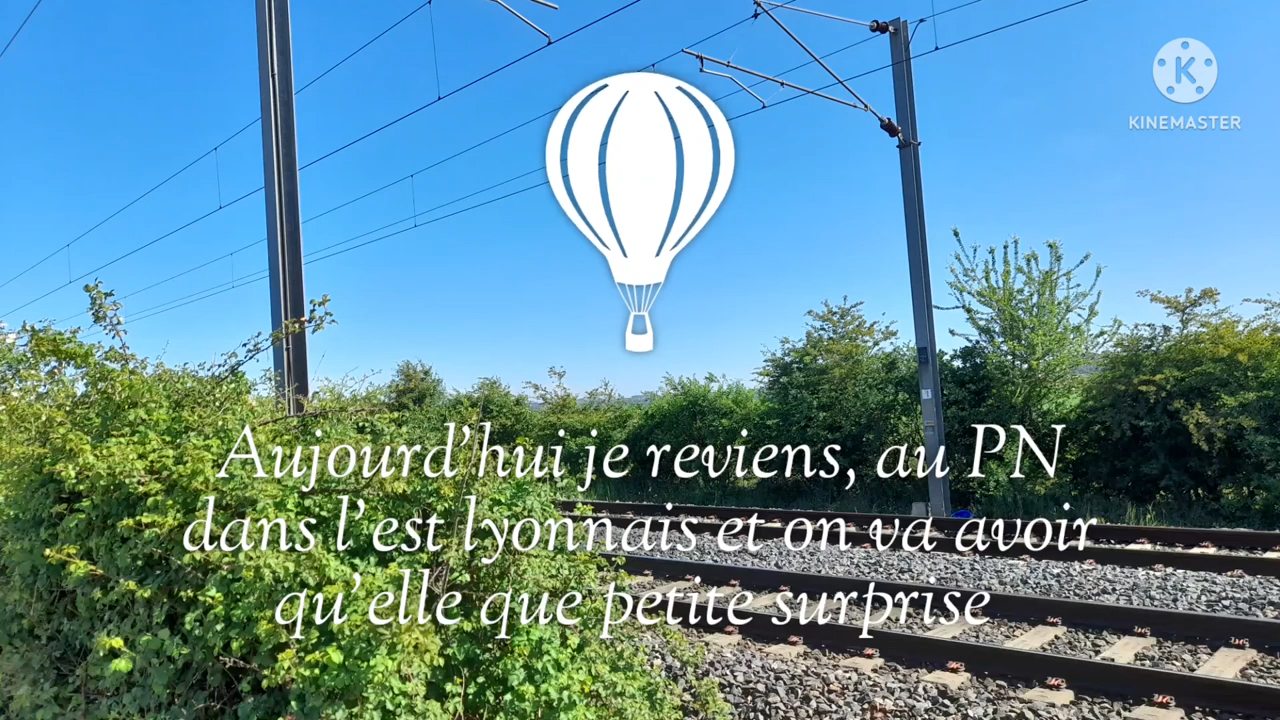 KINEMASTER
Aujourd'hui je reviens, au PN
dans l'est lyonnais et on va avoir
qu'elle que petite surprise